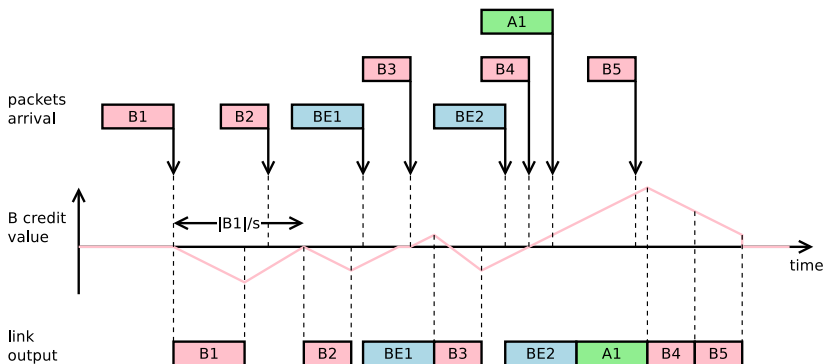 A1
B3
B4
B5
packets
arrival
B1
B2
BE1
BE2
B credit
value
|B1|/s
time
link
output
B1
B2
BE1
B3
BE2
A1
B4
B5